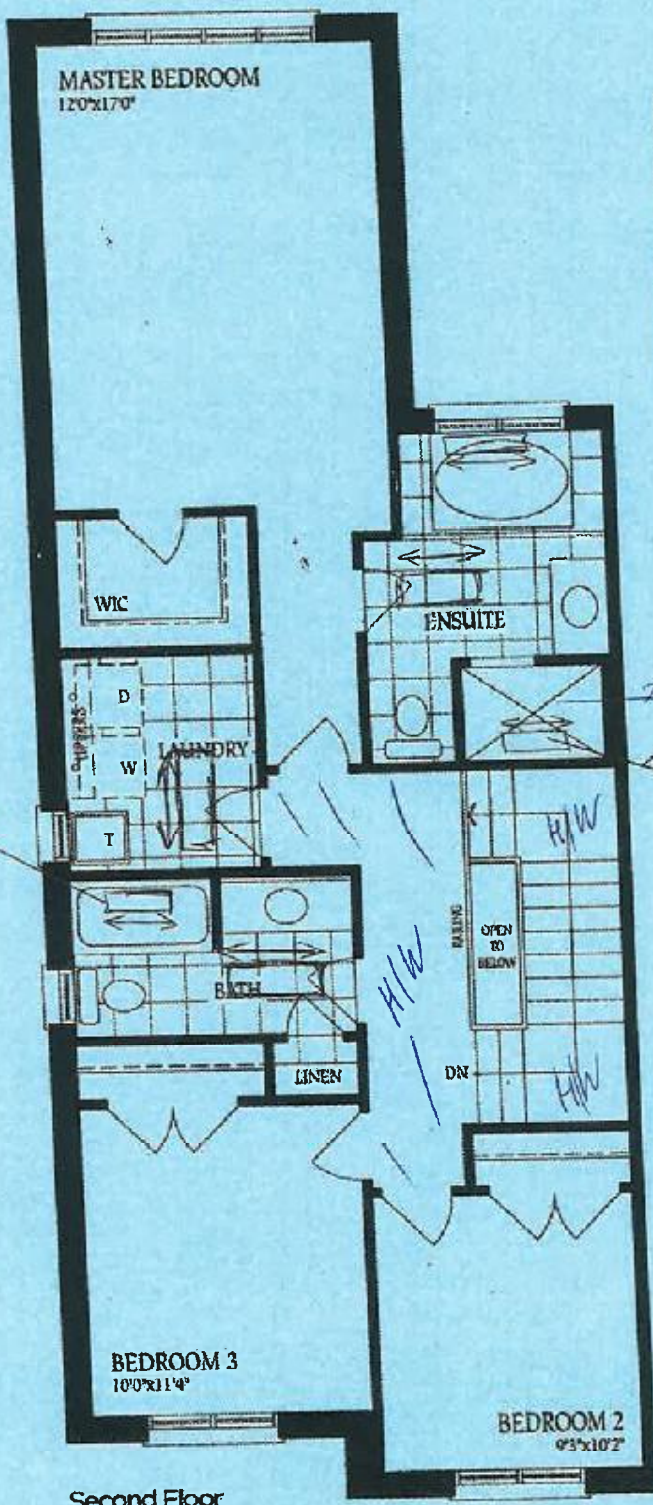 MASTER BEDROOM
12'0"x17'0"
WIC
ENSUITE
D
UPPERS
W
LAUNDRY
T
H/W
RAILING
OPEN
TO
BELOW
H/W
BATH
LINEN
DN
H/W
BEDROOM 3
10'0"x11'4"
BEDROOM 2
9'3"x10'2"
Second Floor